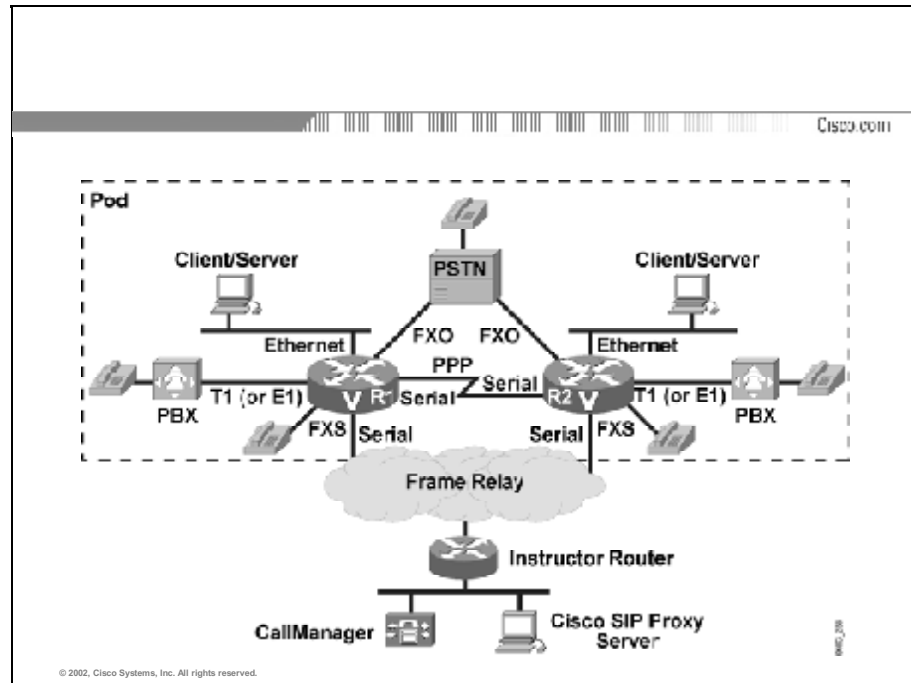 Cisco.com
Pod
Client/Server
PSTN
Client/Server
Ethernet
FXO
FXO
Ethernet
PPP
Serial
T1 (or E1)
V
R1
Serial
R2
V
T1 (or E1)
PBX
FXS
Serial
Serial
FXS
PBX
Frame Relay
Instructor Router
CallManager
Cisco SIP Proxy
Server
© 2002, Cisco Systems, Inc. All rights reserved.